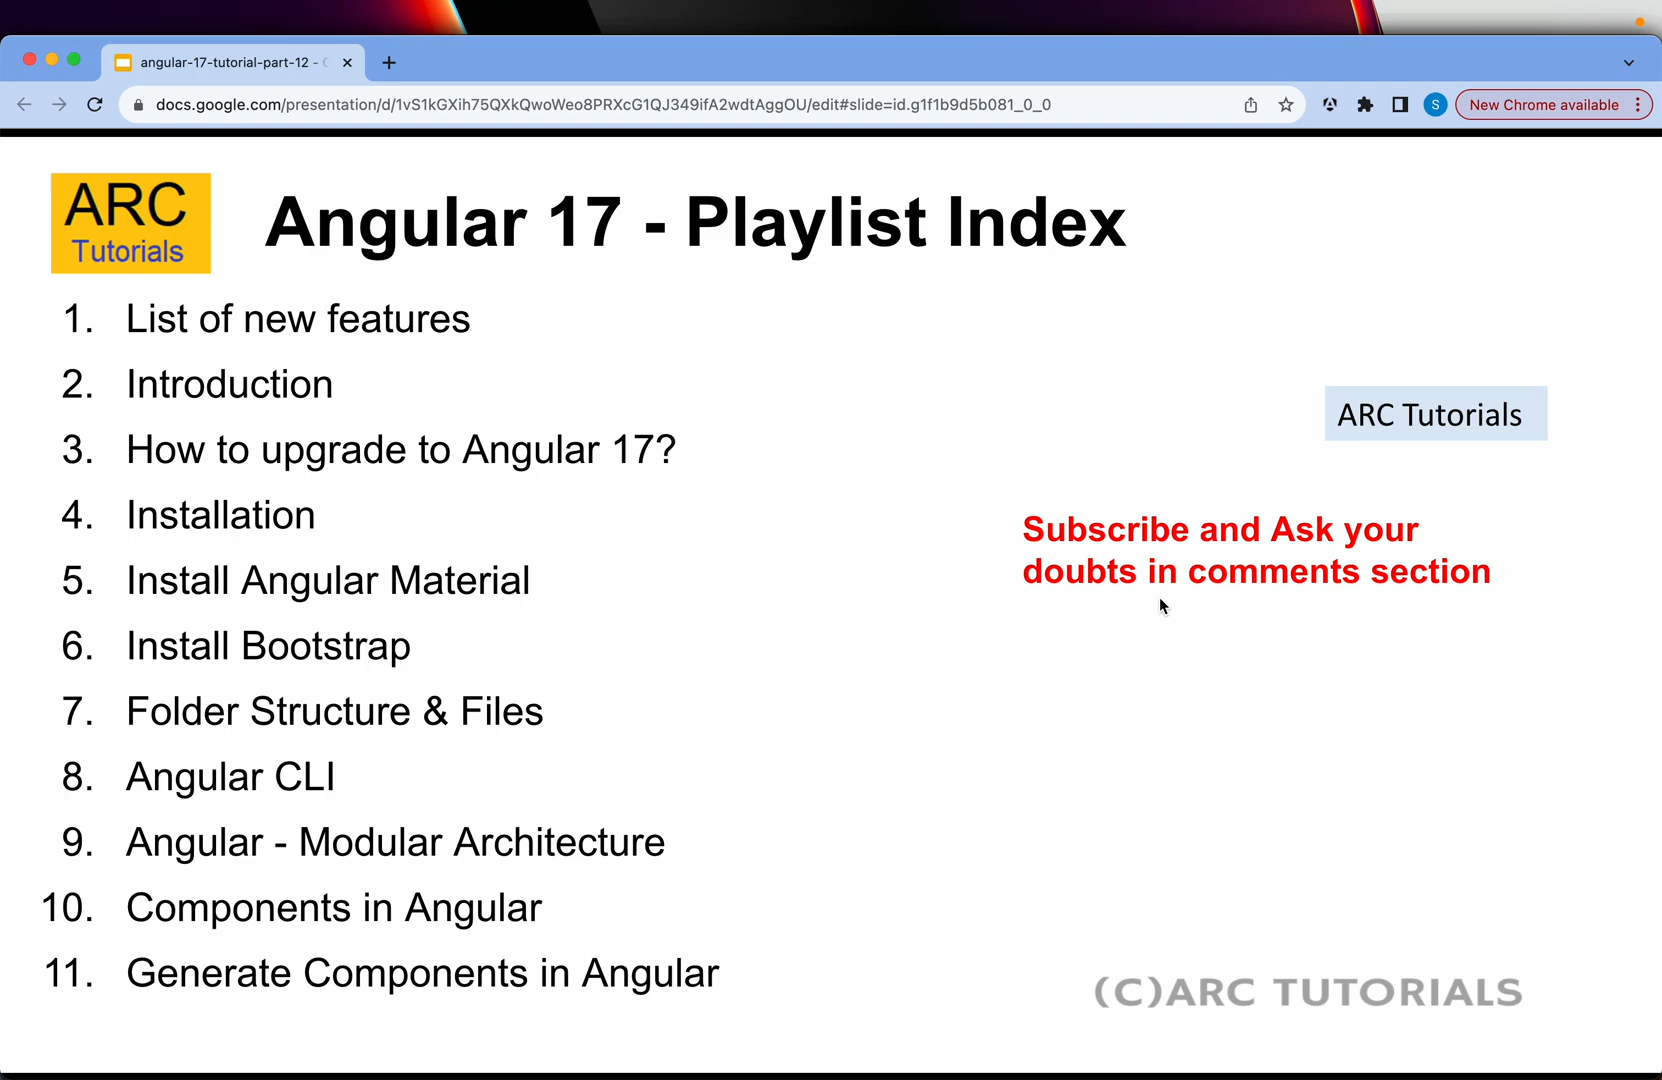 angular-17-tutorial-part-12 -
docs.google.com/presentation/d/1vS1kGXih75QXkQwoWeo8PRXcG1QJ349ifA2wdtAggOU/edit#slide=id.g1f1b9d5b081_0_0
S
New Chrome available
ARC
Tutorials
Angular 17 - Playlist Index
1. List of new features
2. Introduction
3. How to upgrade to Angular 17?
4. Installation
5. Install Angular Material
6. Install Bootstrap
7. Folder Structure & Files
8. Angular CLI
9. Angular - Modular Architecture
10. Components in Angular
11. Generate Components in Angular
ARC Tutorials
Subscribe and Ask your
doubts in comments section
(C)ARC TUTORIALS